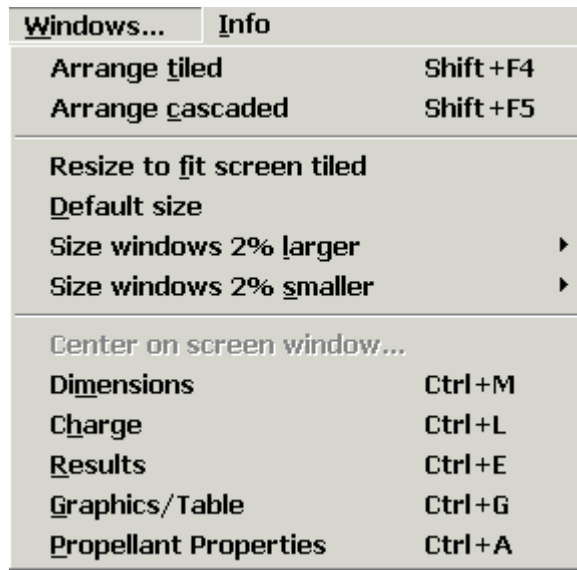 Windows... Info
Arrange tiled Shift+F4
Arrange cascaded Shift+F5
Resize to fit screen tiled
Default size
Size windows 2% larger
Size windows 2% smaller
Center on screen window...
Dimensions Ctrl+M
Charge Ctrl+L
Results Ctrl+E
Graphics/Table Ctrl+G
Propellant Properties Ctrl+A